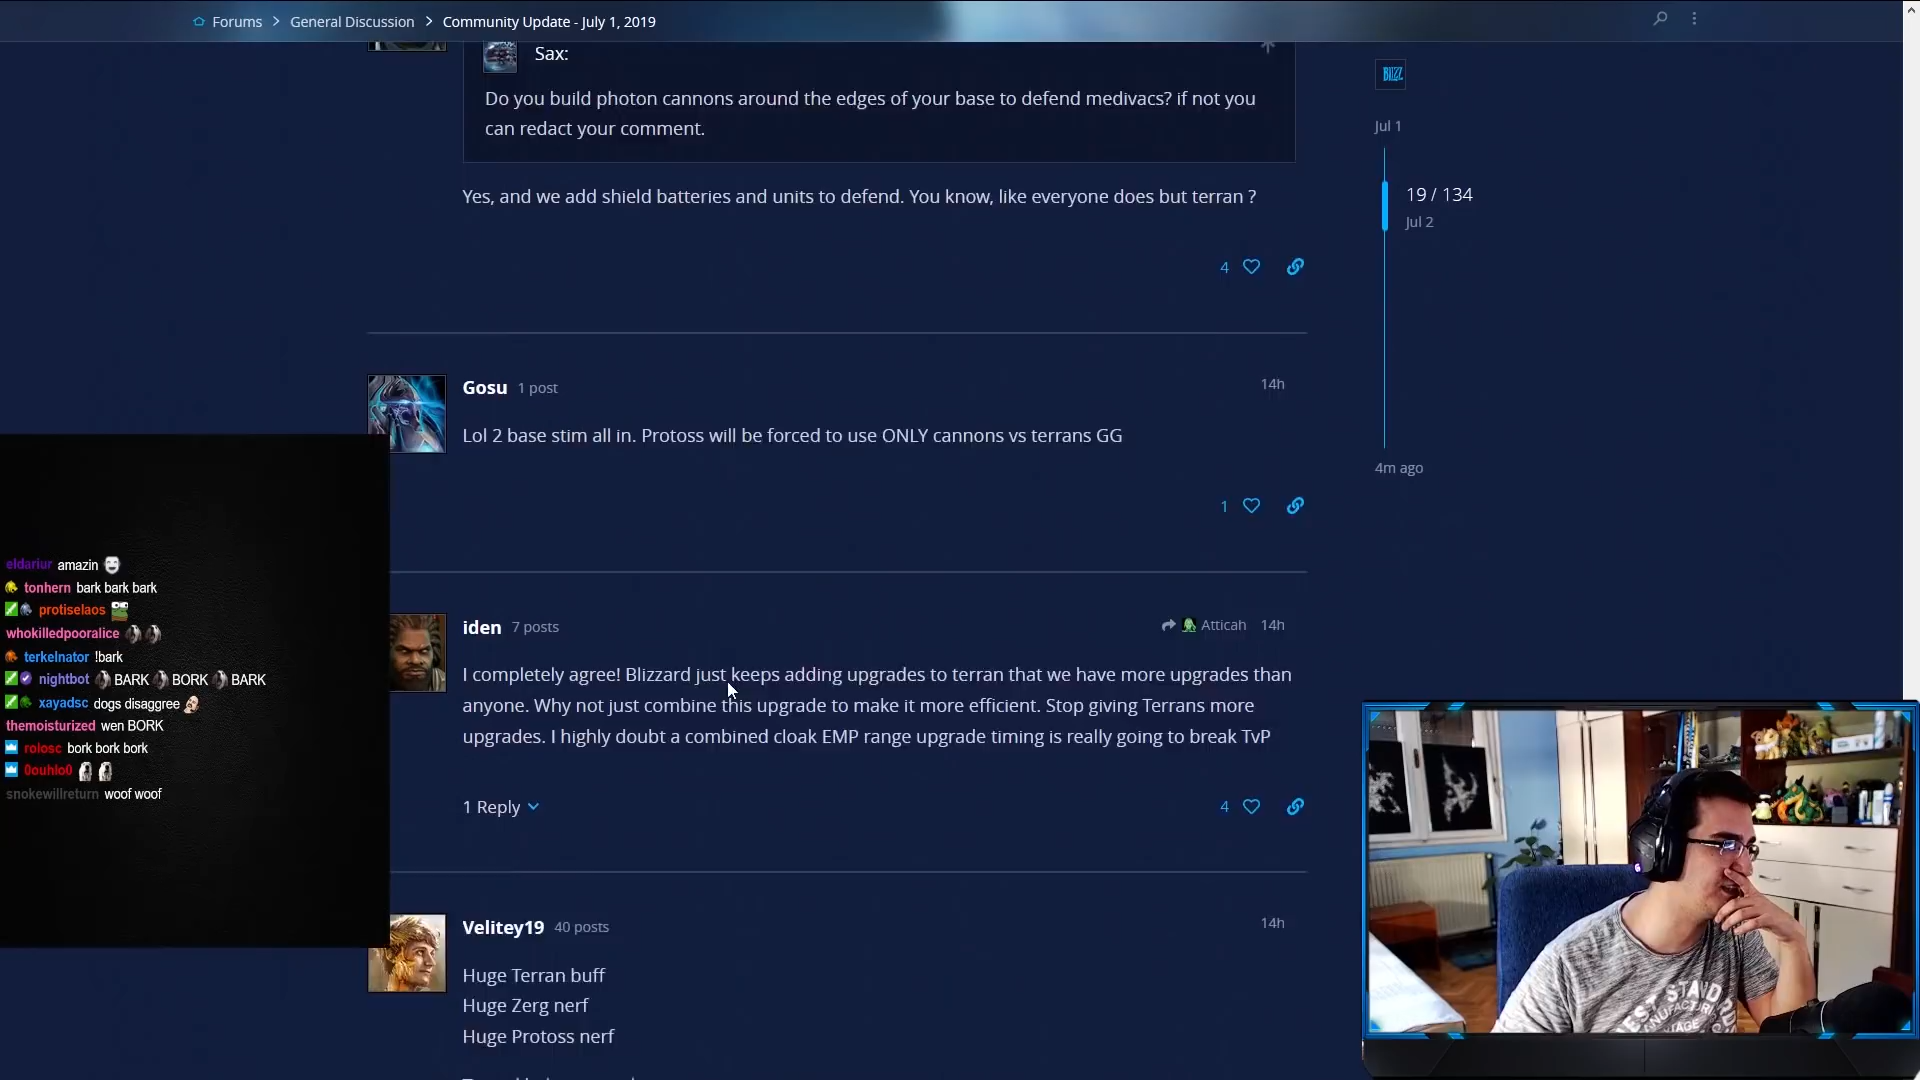 Forums > General Discussion > Community Update - July 1, 2019
Sax:
Do you build photon cannons around the edges of your base to defend medivacs? if not you
can redact your comment.
Yes, and we add shield batteries and units to defend. You know, like everyone does but terran ?
4
Gosu 1 post 14h
Lol 2 base stim all in. Protoss will be forced to use ONLY cannons vs terrans GG
1
iden 7 posts Atticah 14h
I completely agree! Blizzard just keeps adding upgrades to terran that we have more upgrades than
anyone. Why not just combine this upgrade to make it more efficient. Stop giving Terrans more
upgrades. I highly doubt a combined cloak EMP range upgrade timing is really going to break TvP
1 Reply 4
Velitey19 40 posts 14h
Huge Terran buff
Huge Zerg nerf
Huge Protoss nerf
BLIZZ
Jul 1
19 / 134
Jul 2
4m ago
eldariur amazin
tonhern bark bark bark
protiselaos
whokilledpooralice
terkelnator !bark
nightbot BARK BORK BARK
xayadsc dogs disaggree
themoisturized wen BORK
rolosc bork bork bork
0ouhlo0
snokewillreturn woof woof